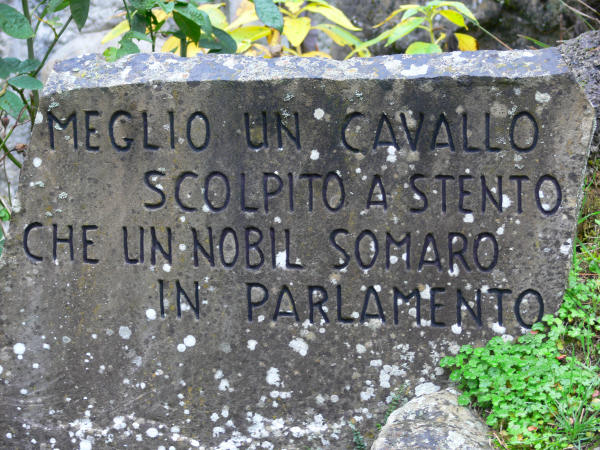 MEGLIO UN CAVALLO
SCOLPITO A STENTO
CHE UN NOBIL SOMARO
IN PARLAMENTO